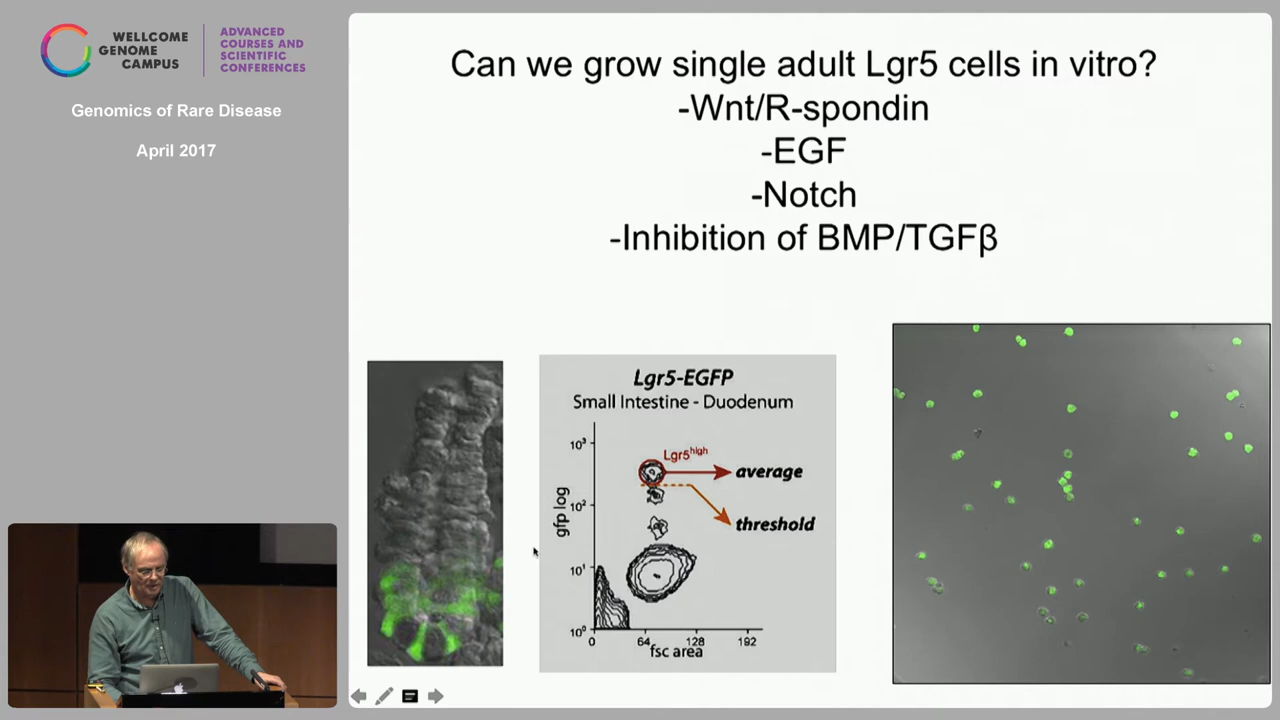 WELLCOME
GENOME
CAMPUS
ADVANCED
COURSES AND
SCIENTIFIC
CONFERENCES
Genomics of Rare Disease
April 2017
Can we grow single adult Lgr5 cells in vitro?
-Wnt/R-spondin
-EGF
-Notch
-Inhibition of BMP/TGFβ
Lgr5-EGFP
Small Intestine - Duodenum
10³
Lgr5ʰⁱᵍʰ
average
10²
threshold
gfp log
10¹
10⁰
0 64 128 192
fsc area